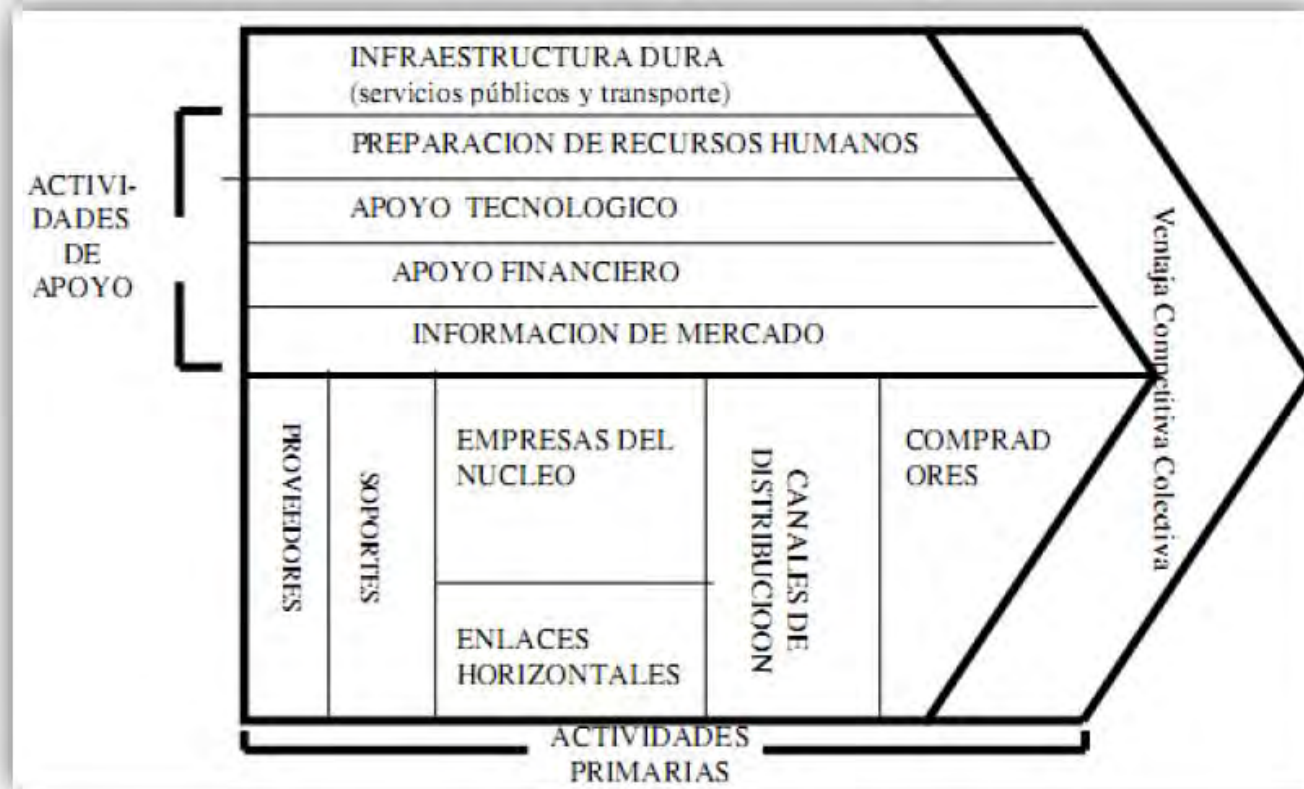 INFRAESTRUCTURA DURA
(servicios públicos y transporte)
PREPARACION DE RECURSOS HUMANOS
APOYO TECNOLOGICO
APOYO FINANCIERO
INFORMACION DE MERCADO
ACTIVI-
DADES
DE
APOYO
PROVEEDORES
SOPORTES
EMPRESAS DEL
NUCLEO
ENLACES
HORIZONTALES
CANALES DE
DISTRIBUCIOON
COMPRAD
ORES
Ventaja Competitiva Colectiva
ACTIVIDADES
PRIMARIAS